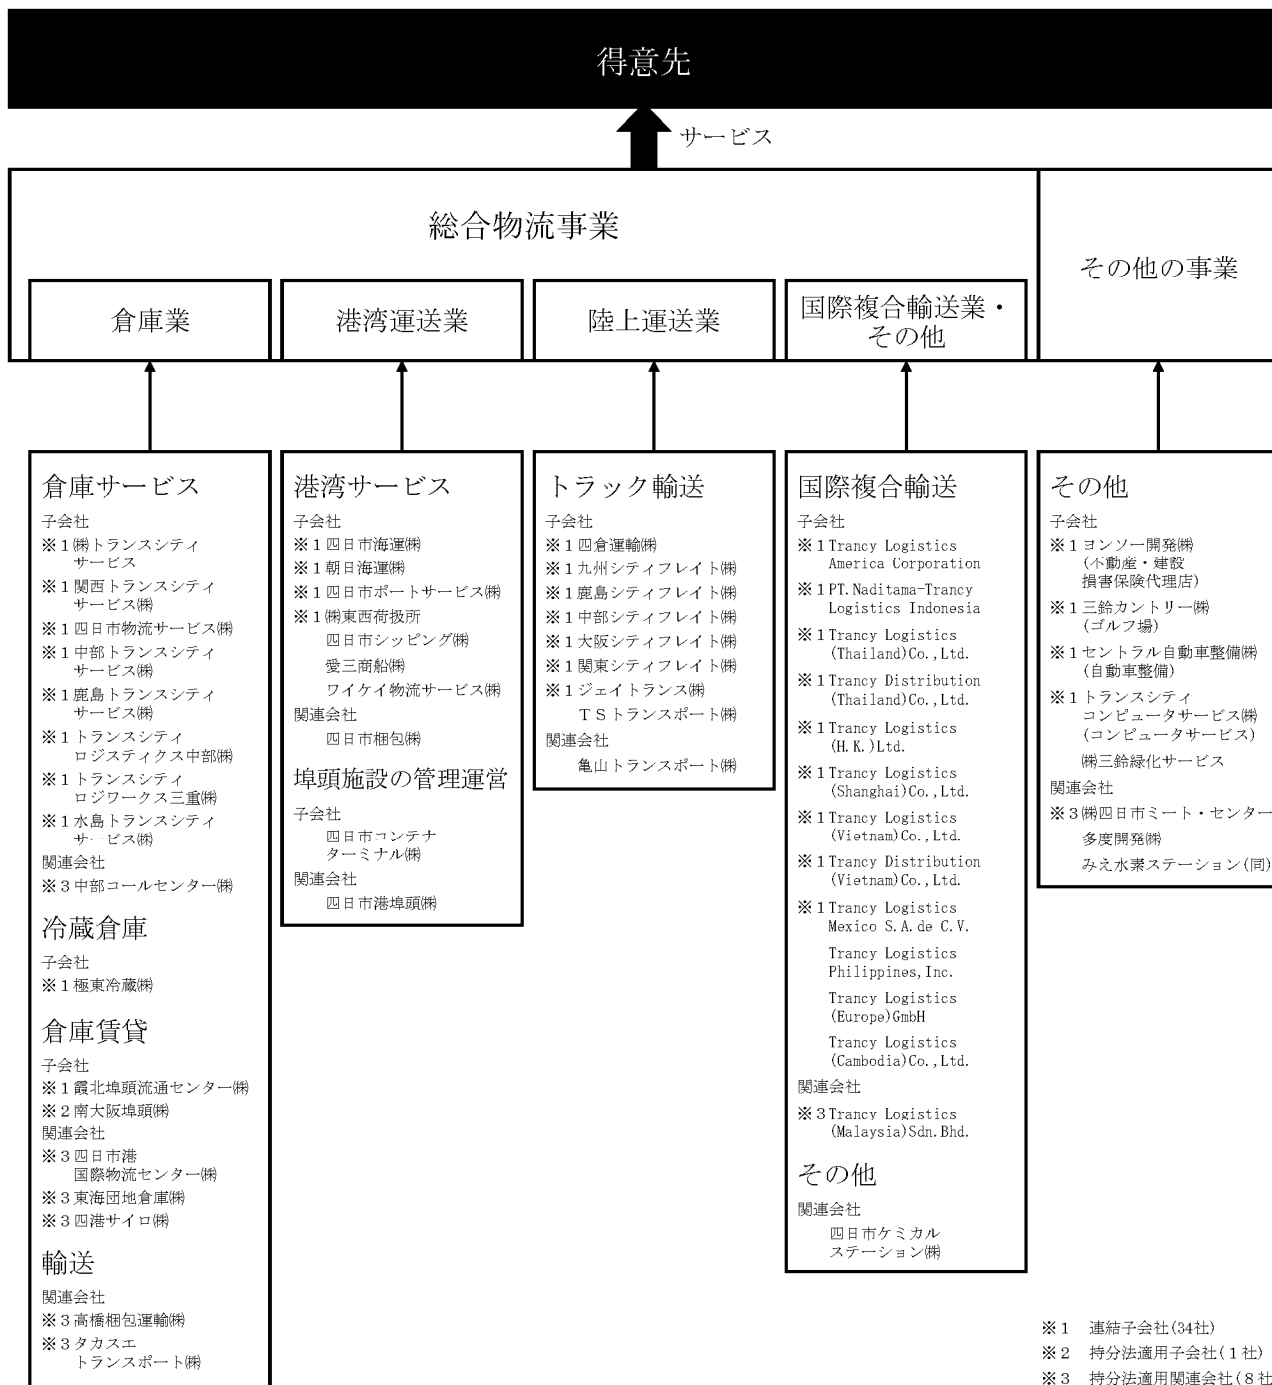 得意先
サービス
総合物流事業
その他の事業
倉庫業
港湾運送業
陸上運送業
国際複合輸送業・
その他
倉庫サービス
子会社
※1㈱トランスシティ
サービス
※1関西トランスシティ
サービス㈱
※1四日市物流サービス㈱
※1中部トランスシティ
サービス㈱
※1鹿島トランスシティ
サービス㈱
※1トランスシティ
ロジスティクス中部㈱
※1トランスシティ
ロジワークス三重㈱
※1水島トランスシティ
サービス㈱
関連会社
※3中部コールセンター㈱
冷蔵倉庫
子会社
※1極東冷蔵㈱
倉庫賃貸
子会社
※1霞北埠頭流通センター㈱
※2南大阪埠頭㈱
関連会社
※3四日市港
国際物流センター㈱
※3東海団地倉庫㈱
※3四港サイロ㈱
輸送
関連会社
※3高橋梱包運輸㈱
※3タカスエ
トランスポート㈱
港湾サービス
子会社
※1四日市海運㈱
※1朝日海運㈱
※1四日市ポートサービス㈱
※1㈱東西荷扱所
四日市シッピング㈱
愛三商船㈱
ワイケイ物流サービス㈱
関連会社
四日市梱包㈱
埠頭施設の管理運営
子会社
四日市コンテナ
ターミナル㈱
関連会社
四日市港埠頭㈱
トラック輸送
子会社
※1四倉運輸㈱
※1九州シティフレイト㈱
※1鹿島シティフレイト㈱
※1中部シティフレイト㈱
※1大阪シティフレイト㈱
※1関東シティフレイト㈱
※1ジェイトランス㈱
TSトランスポート㈱
関連会社
亀山トランスポート㈱
国際複合輸送
子会社
※1Trancy Logistics
America Corporation
※1PT.Naditama-Trancy
Logistics Indonesia
※1Trancy Logistics
(Thailand)Co.,Ltd.
※1Trancy Distribution
(Thailand)Co.,Ltd.
※1Trancy Logistics
(H.K.)Ltd.
※1Trancy Logistics
(Shanghai)Co.,Ltd.
※1Trancy Logistics
(Vietnam)Co.,Ltd.
※1Trancy Distribution
(Vietnam)Co.,Ltd.
※1Trancy Logistics
Mexico S.A.de C.V.
Trancy Logistics
Philippines,Inc.
Trancy Logistics
(Europe)GmbH
Trancy Logistics
(Cambodia)Co.,Ltd.
関連会社
※3Trancy Logistics
(Malaysia)Sdn.Bhd.
その他
関連会社
四日市ケミカル
ステーション㈱
その他
子会社
※1ヨンソー開発㈱
(不動産・建設
損害保険代理店)
※1三鈴カントリー㈱
(ゴルフ場)
※1セントラル自動車整備㈱
(自動車整備)
※1トランスシティ
コンピュータサービス㈱
(コンピュータサービス)
㈱三鈴緑化サービス
関連会社
※3㈱四日市ミート・センター
多度開発㈱
みえ水素ステーション(同)
※1 連結子会社(34社)
※2 持分法適用子会社(1社)
※3 持分法適用関連会社(8社